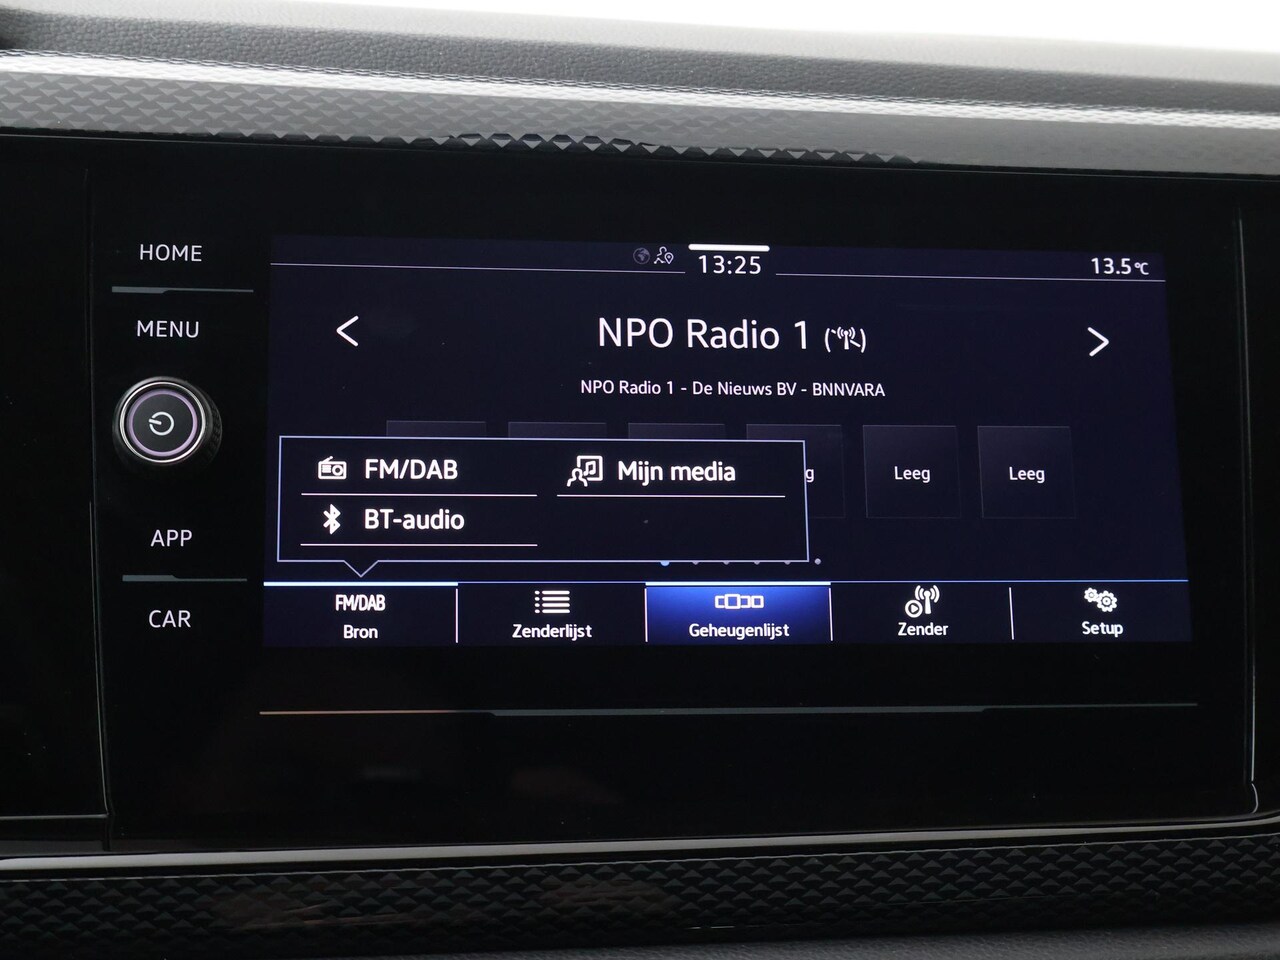 HOME
MENU
APP
CAR
13:25
13.5°C
NPO Radio 1
NPO Radio 1 - De Nieuws BV - BNNVARA
FM/DAB
Mijn media
BT-audio
g
Leeg
Leeg
FM/DAB
Bron
Zenderlijst
Geheugenlijst
Zender
Setup